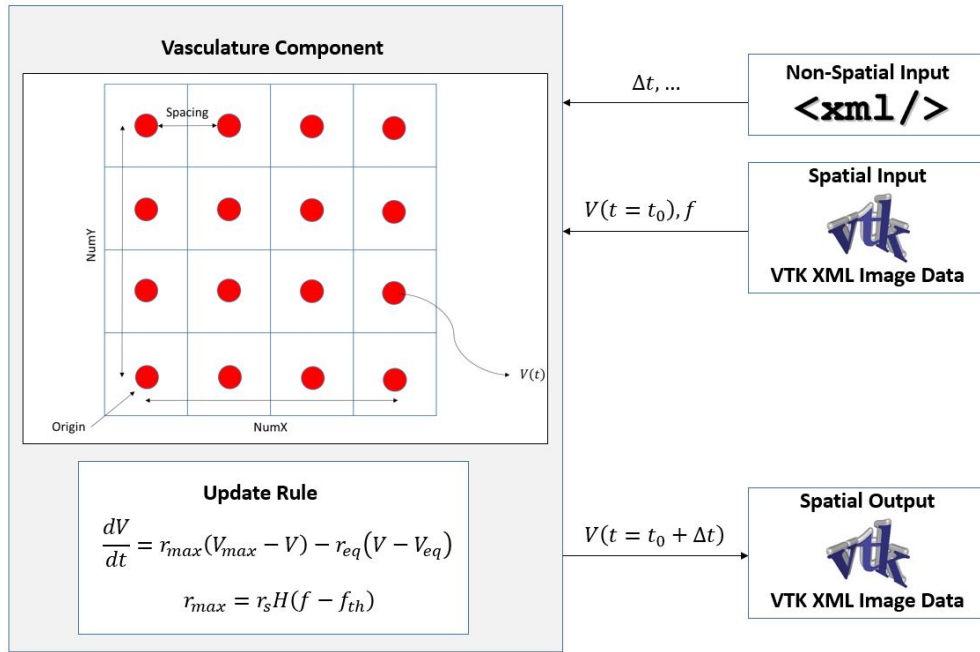 Vasculature Component
Spacing
NumY
V(t)
Origin
NumX
Update Rule
dV/dt = r_max(V_max − V) − r_eq(V − V_eq)
r_max = r_sH(f − f_th)
Δt, ...
Non-Spatial Input
<xml/>
V(t = t_0), f
Spatial Input
vtk
VTK XML Image Data
V(t = t_0 + Δt)
Spatial Output
vtk
VTK XML Image Data